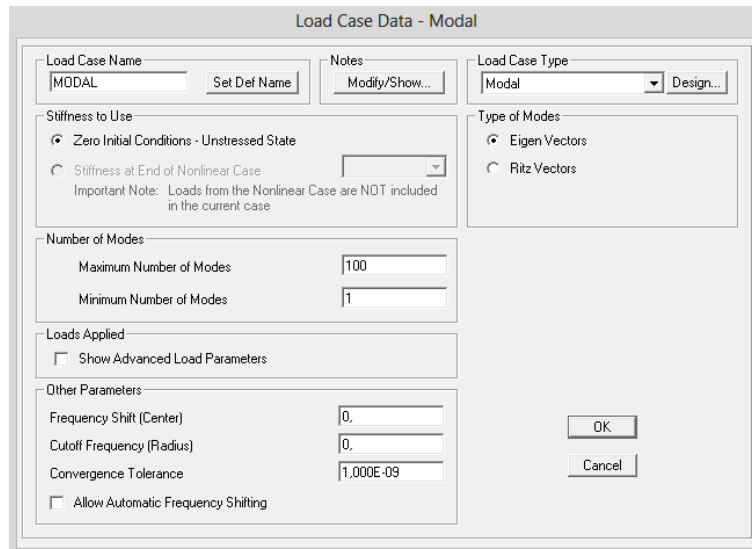 Load Case Data - Modal
Load Case Name
MODAL
Set Def Name
Notes
Modify/Show...
Load Case Type
Modal
Design...
Stiffness to Use
Zero Initial Conditions - Unstressed State
Stiffness at End of Nonlinear Case
Important Note: Loads from the Nonlinear Case are NOT included
in the current case
Type of Modes
Eigen Vectors
Ritz Vectors
Number of Modes
Maximum Number of Modes
100
Minimum Number of Modes
1
Loads Applied
Show Advanced Load Parameters
Other Parameters
Frequency Shift (Center)
0,
Cutoff Frequency (Radius)
0,
Convergence Tolerance
1,000E-09
Allow Automatic Frequency Shifting
OK
Cancel